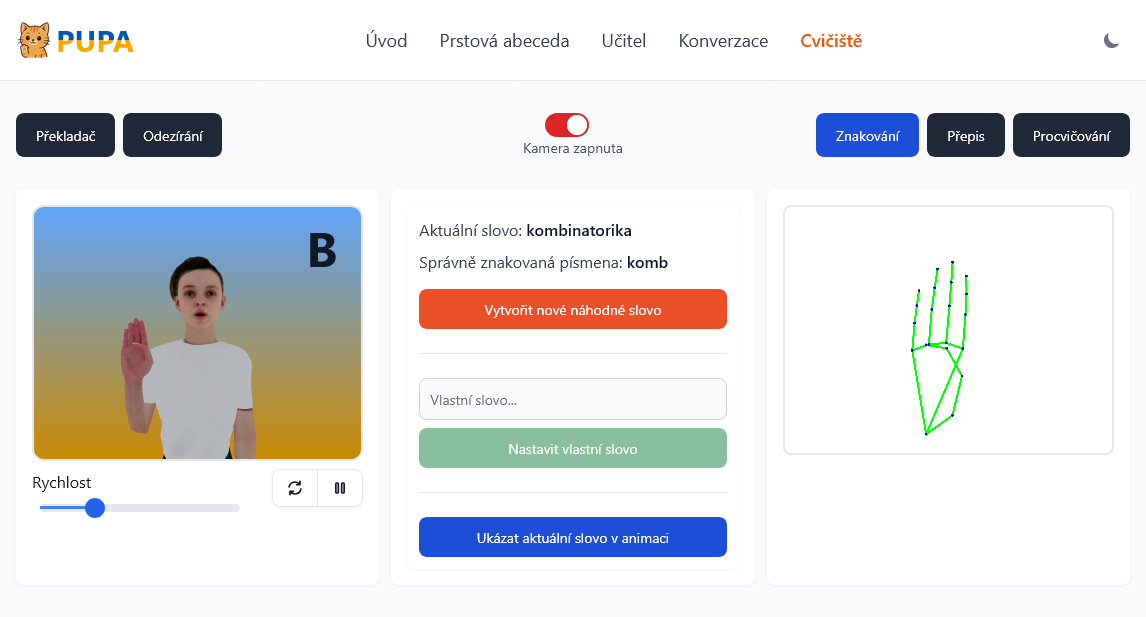 PUPA
Úvod
Prstová abeceda
Učitel
Konverzace
Cvičiště
Překladač
Odezírání
Kamera zapnuta
Znakování
Přepis
Procvičování
B
Rychlost
Aktuální slovo: kombinatorika
Správně znakovaná písmena: komb
Vytvořit nové náhodné slovo
Vlastní slovo...
Nastavit vlastní slovo
Ukázat aktuální slovo v animaci